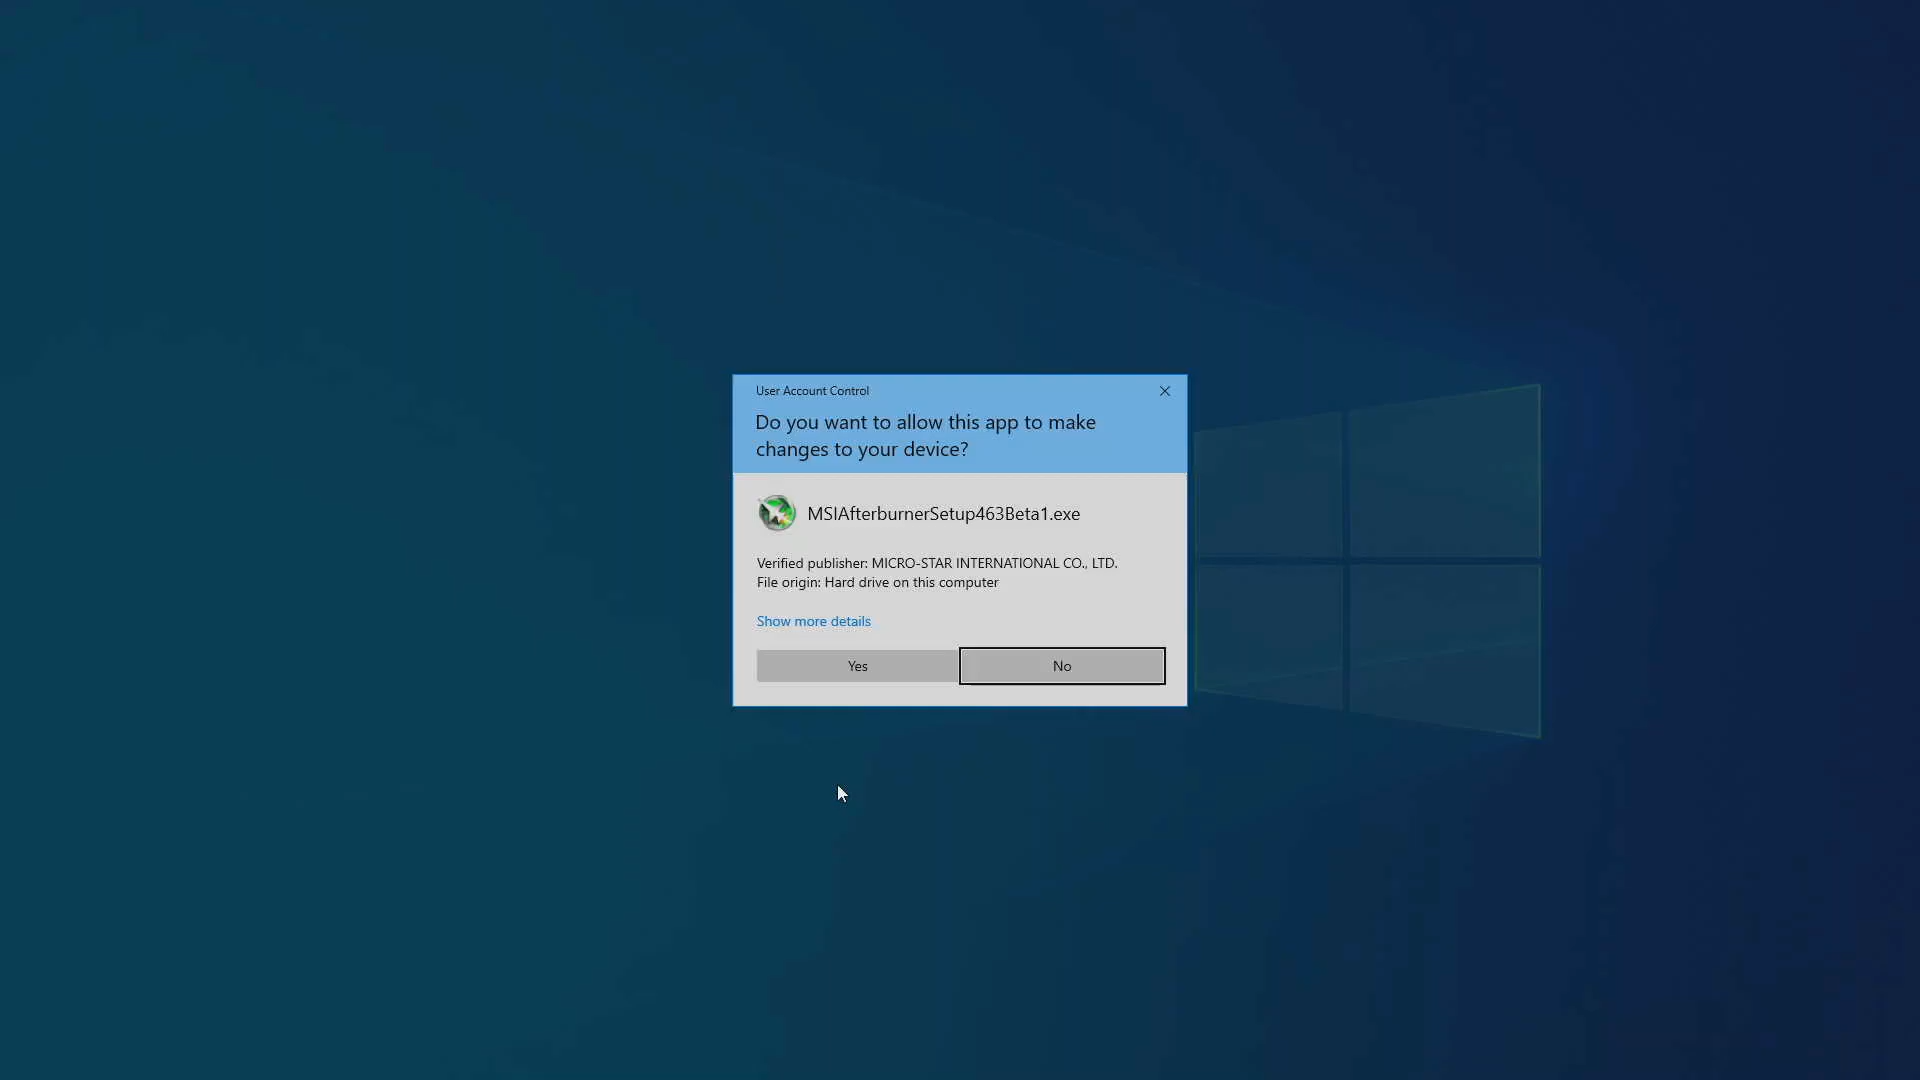 User Account Control
Do you want to allow this app to make
changes to your device?
MSIAfterburnerSetup463Beta1.exe
Verified publisher: MICRO-STAR INTERNATIONAL CO., LTD.
File origin: Hard drive on this computer
Show more details
Yes
No